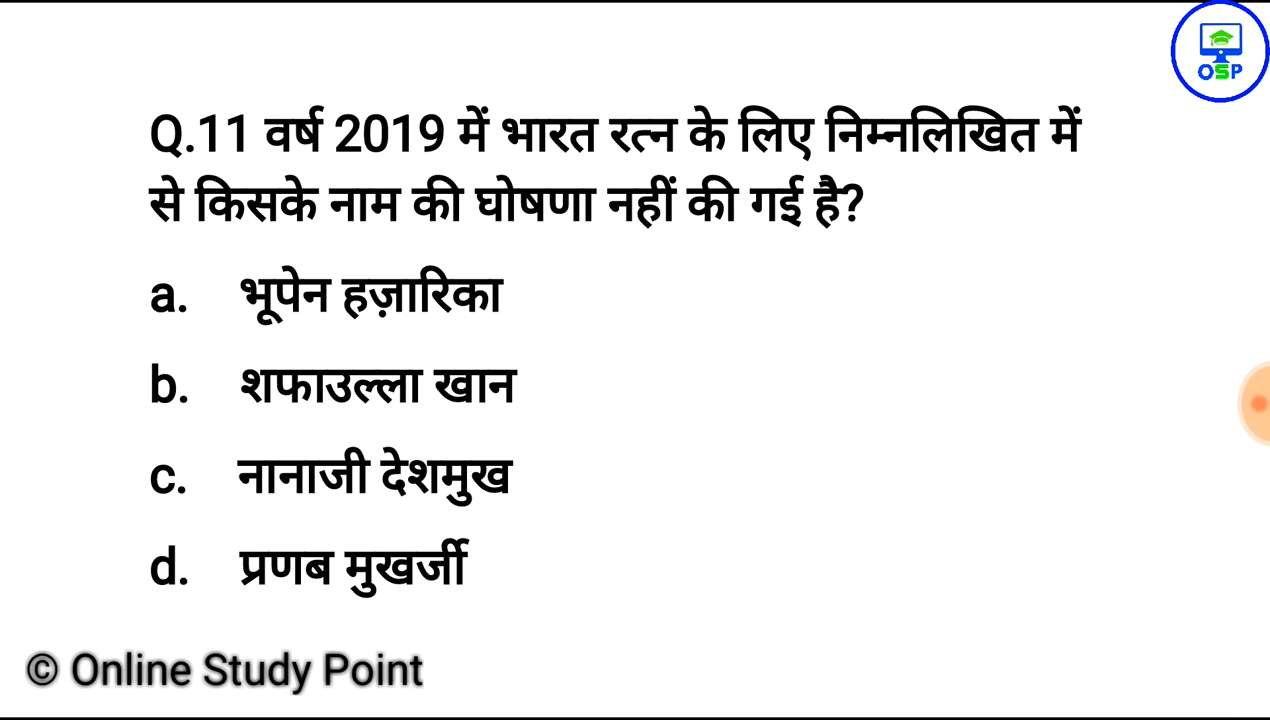 OSP
Q.11 वर्ष 2019 में भारत रत्न के लिए निम्नलिखित में
से किसके नाम की घोषणा नहीं की गई है?
a. भूपेन हज़ारिका
b. शफाउल्ला खान
c. नानाजी देशमुख
d. प्रणब मुखर्जी
© Online Study Point